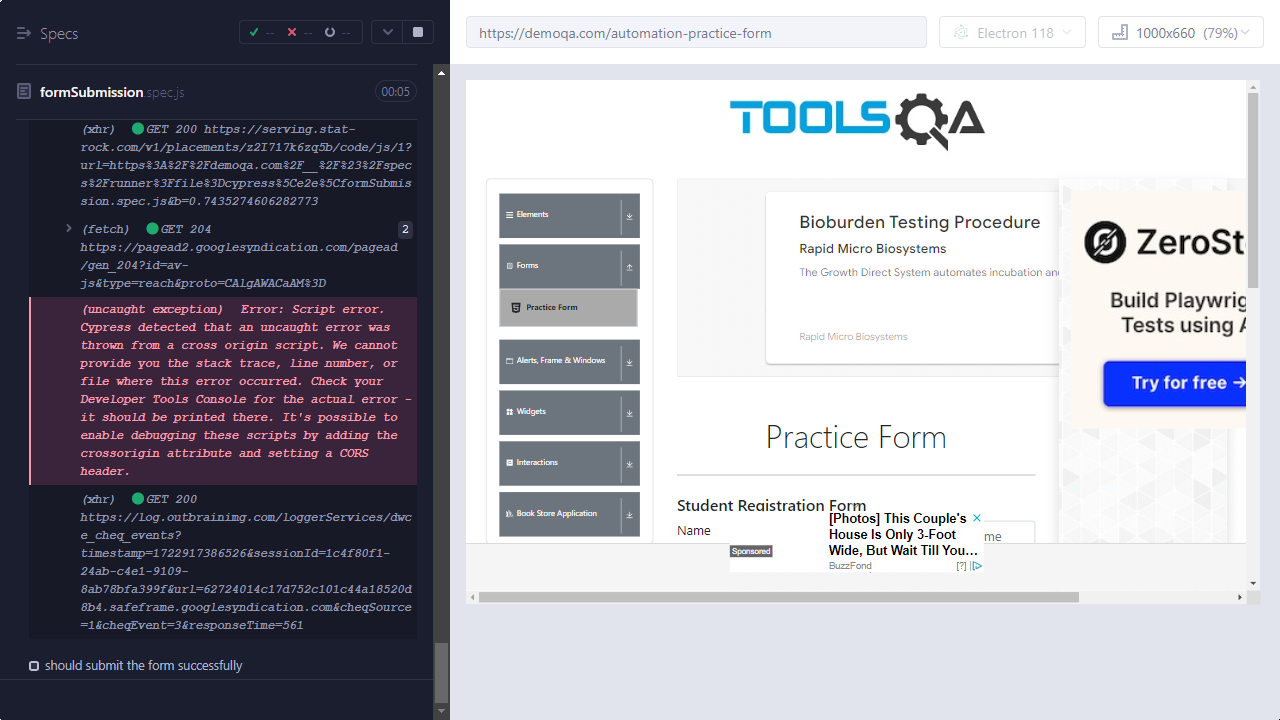 Specs
--
--
--
https://demoqa.com/automation-practice-form
Electron 118
1000x660 (79%)
formSubmission.spec.js
00:05
(xhr) GET 200 https://serving.stat-
rock.com/v1/placements/z2I717k6zq5b/code/js/1?
url=https%3A%2F%2Fdemoqa.com%2F__%2F%23%2Fspec
s%2Frunner%3Ffile%3Dcypress%5Ce2e%5CformSubmis
sion.spec.js&b=0.7435274606282773
(fetch) GET 204
2
https://pagead2.googlesyndication.com/pagead
/gen_204?id=av-
js&type=reach&proto=CAlgAWACaAM%3D
(uncaught exception) Error: Script error.
Cypress detected that an uncaught error was
thrown from a cross origin script. We cannot
provide you the stack trace, line number, or
file where this error occurred. Check your
Developer Tools Console for the actual error -
it should be printed there. It's possible to
enable debugging these scripts by adding the
crossorigin attribute and setting a CORS
header.
(xhr) GET 200
https://log.outbrainimg.com/loggerServices/dwc
e_cheq_events?
timestamp=1722917386526&sessionId=1c4f80f1-
24ab-c4e1-9109-
8ab78bfa399f&url=62724014c17d752c101c44a18520d
8b4.safeframe.googlesyndication.com&cheqSource
=1&cheqEvent=3&responseTime=561
should submit the form successfully
TOOLSQA
Elements
Forms
Practice Form
Alerts, Frame & Windows
Widgets
Interactions
Book Store Application
Bioburden Testing Procedure
Rapid Micro Biosystems
The Growth Direct System automates incubation an
Rapid Micro Biosystems
ZeroSt
Build Playwrig
Tests using A
Try for free →
Practice Form
Student Registration Form
Name
me
Sponsored
[Photos] This Couple's
House Is Only 3-Foot
Wide, But Wait Till You…
BuzzFond
[?]